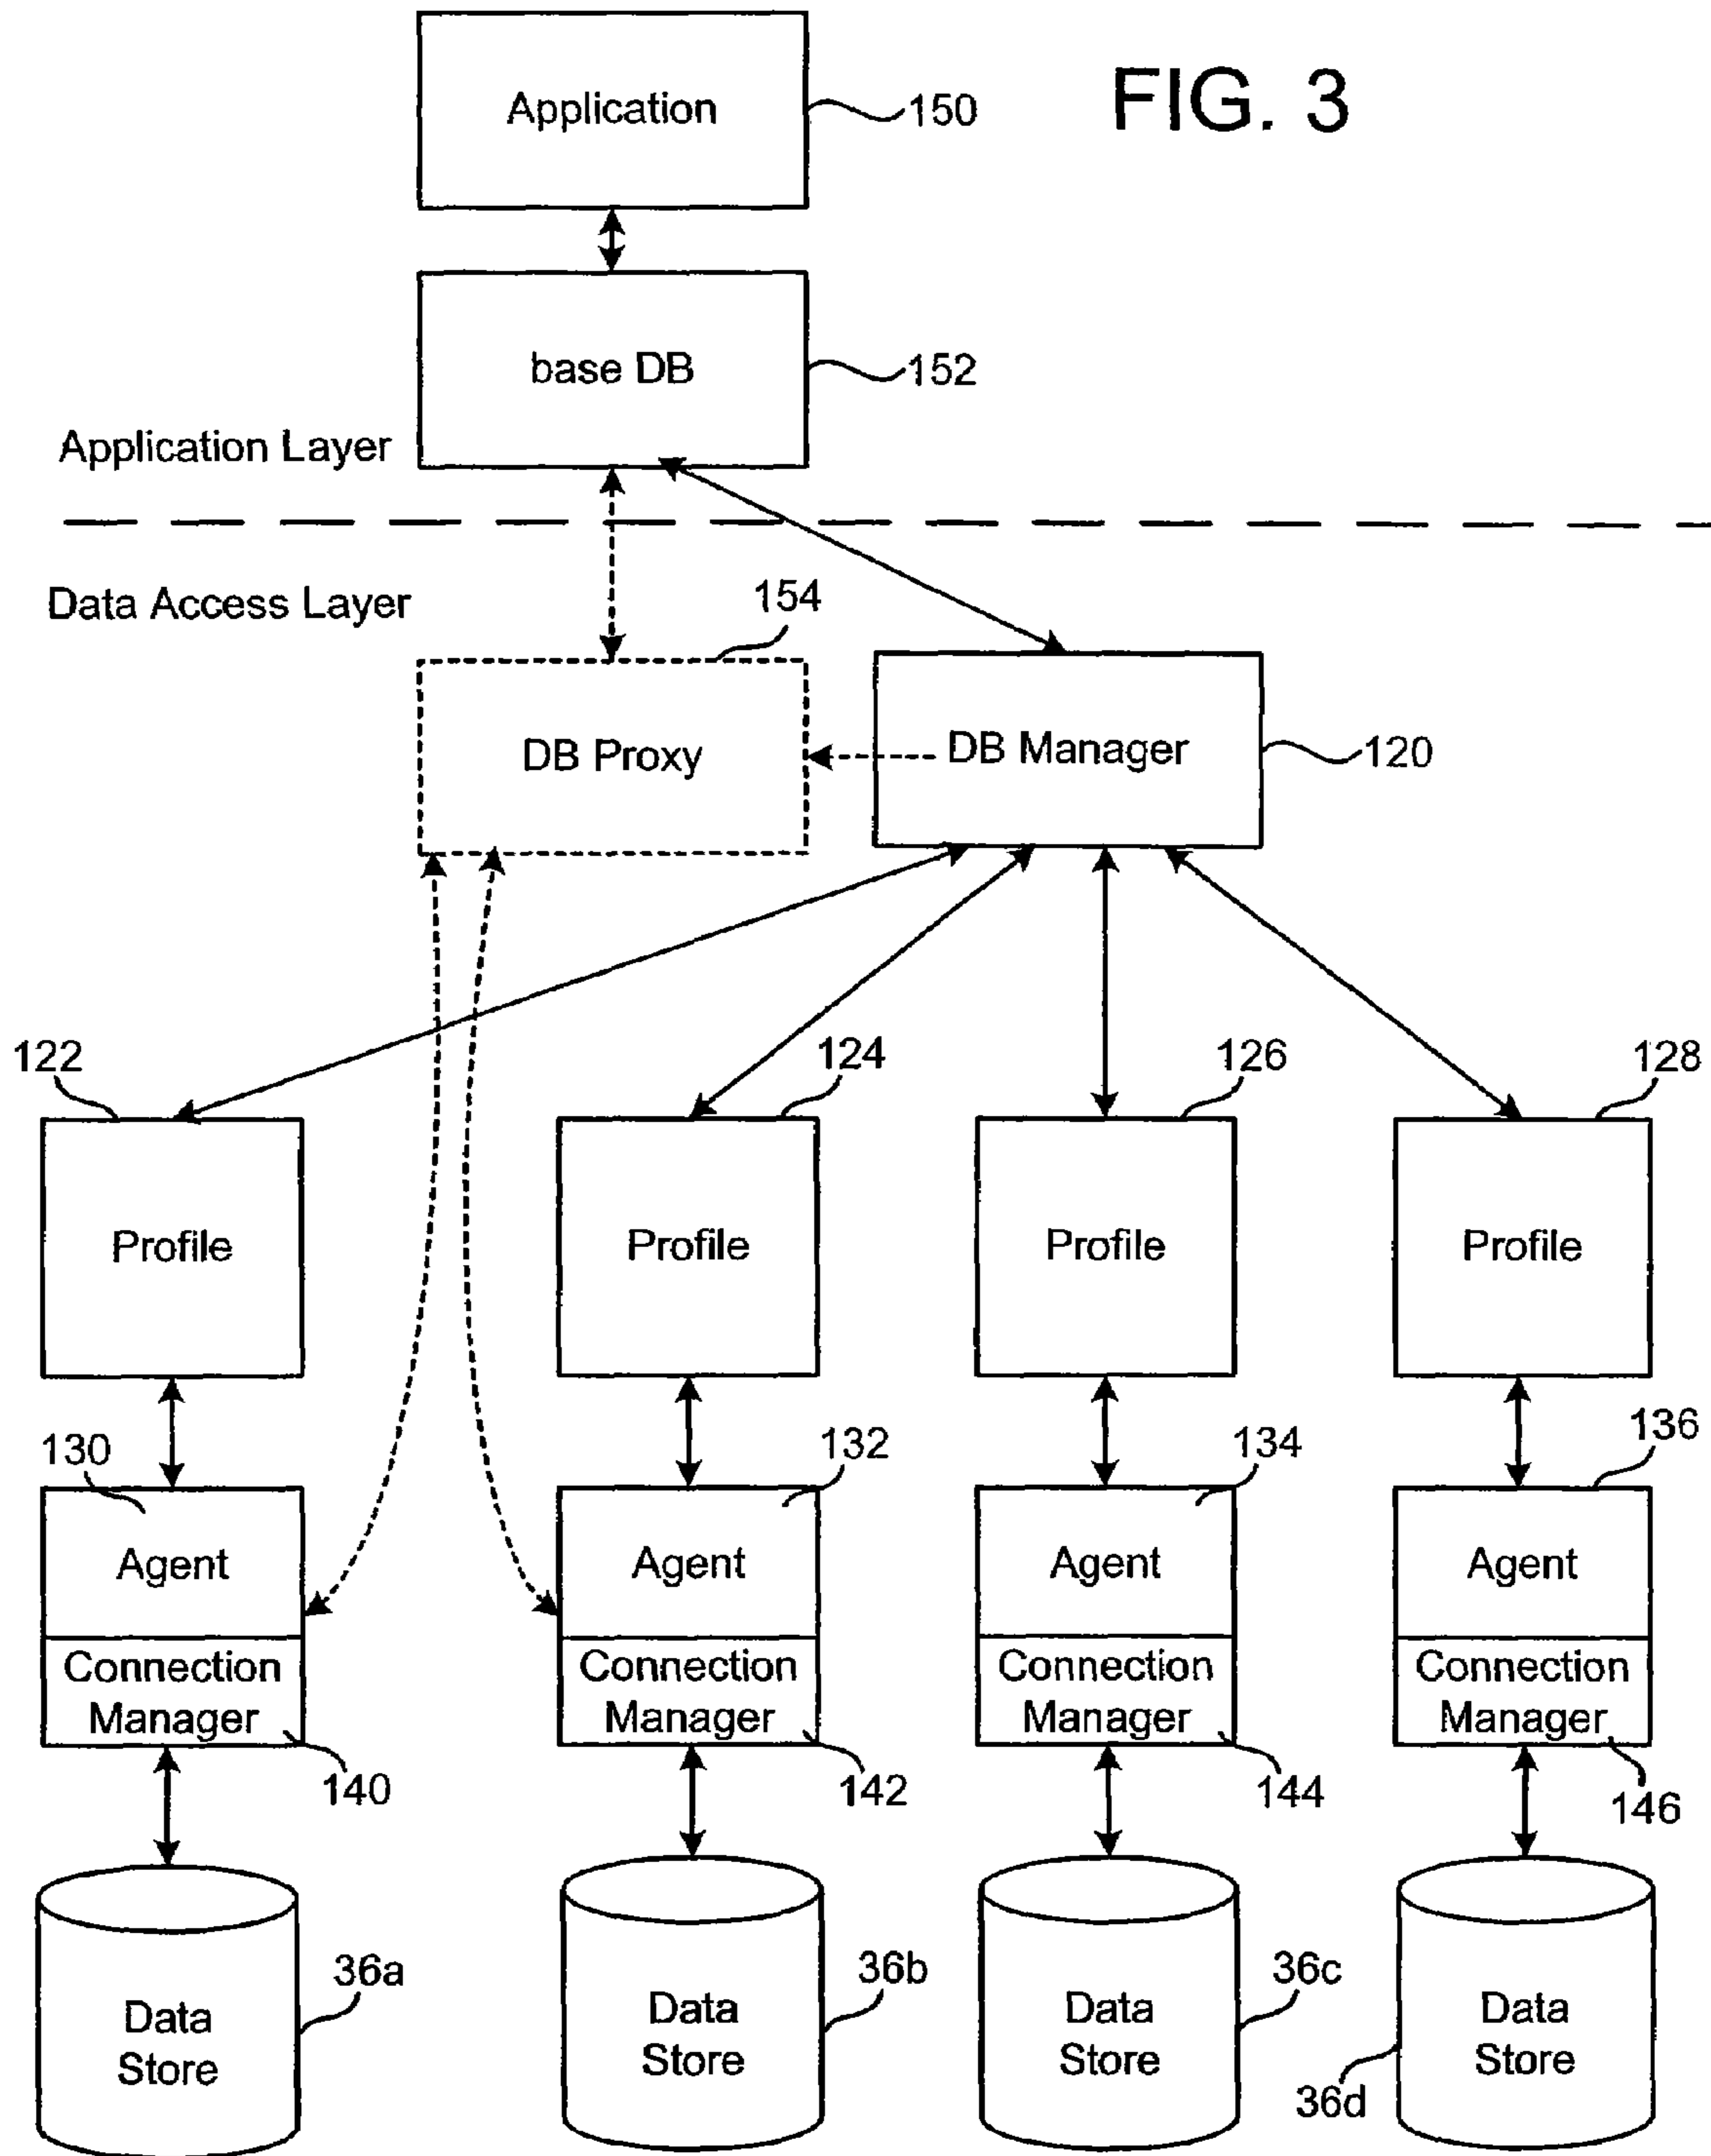 FIG. 3
Application
150
base DB
152
Application Layer
Data Access Layer
154
DB Proxy
DB Manager
120
122
124
126
128
Profile
Profile
Profile
Profile
130
132
134
136
Agent
Agent
Agent
Agent
Connection
Manager
Connection
Manager
Connection
Manager
Connection
Manager
140
142
144
146
36a
36b
36c
36d
Data
Store
Data
Store
Data
Store
Data
Store